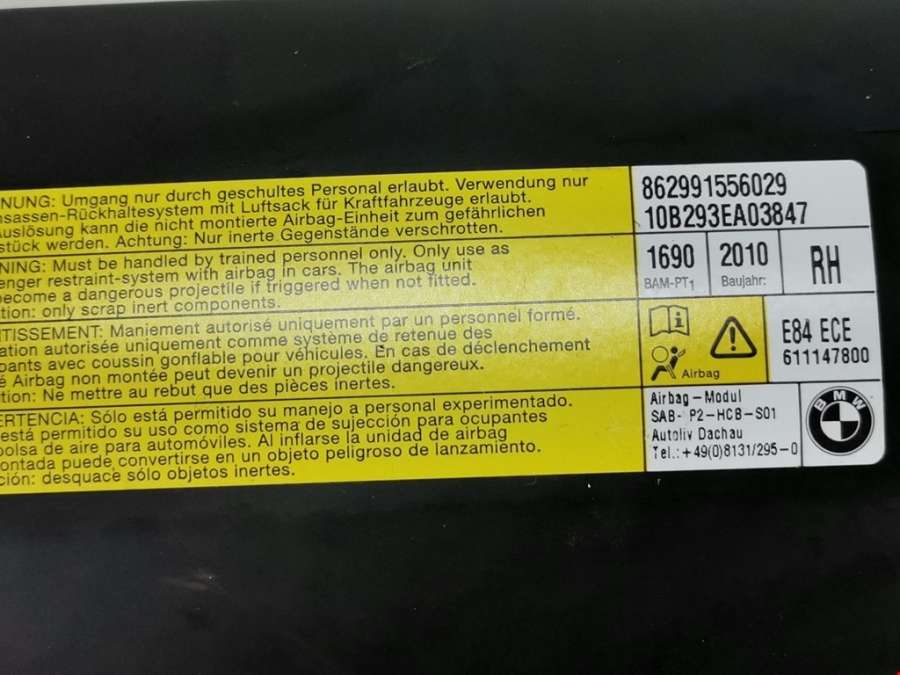 NUNG: Umgang nur durch geschultes Personal erlaubt. Verwendung nur
nsassen-Rückhaltesystem mit Luftsack für Kraftfahrzeuge erlaubt.
Auslösung kann die nicht montierte Airbag-Einheit zum gefährlichen
stück werden. Achtung: Nur inerte Gegenstände verschrotten.
NING: Must be handled by trained personnel only. Only use as
enger restraint-system with airbag in cars. The airbag unit
become a dangerous projectile if triggered when not fitted.
tion: only scrap inert components.
RTISSEMENT: Maniement autorisé uniquement par un personnel formé.
ation autorisée uniquement comme système de retenue des
pants avec coussin gonflable pour véhicules. En cas de déclenchement
é Airbag non montée peut devenir un projectile dangereux.
tion: Ne mettre au rebut que des pièces inertes.
ERTENCIA: Sólo está permitido su manejo a personal experimentado.
está permitido su uso como sistema de sujección para ocupantes
bolsa de aire para automóviles. Al inflarse la unidad de airbag
ontada puede convertirse en un objeto peligroso de lanzamiento.
ción: desguace sólo objetos inertes.
862991556029
10B293EA03847
1690
BAM-PT1
2010
Baujahr:
RH
i
Airbag
E84 ECE
611147800
Airbag-Modul
SAB- P2-HCB-S01
Autoliv Dachau
Tel.:+49(0)8131/295-0
BMW